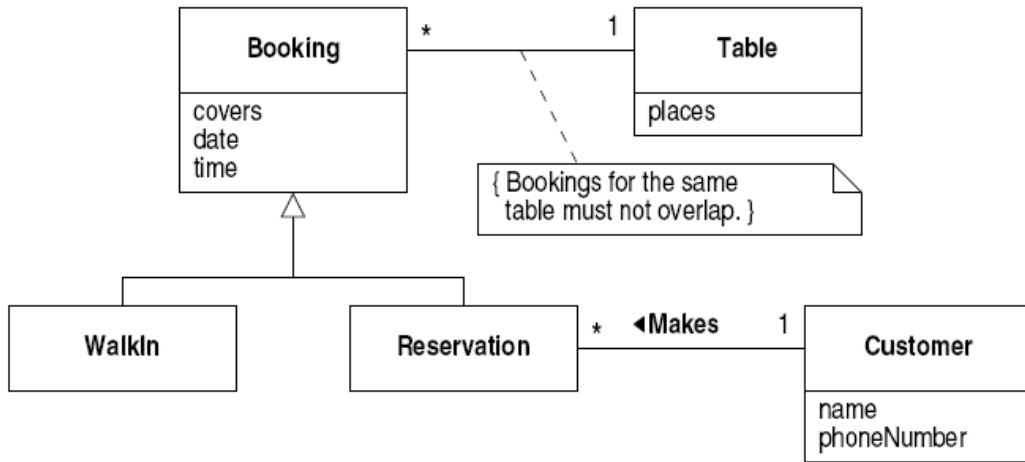 Booking
*
1
Table
covers
date
time
places
{ Bookings for the same
table must not overlap. }
WalkIn
Reservation
*
◄Makes
1
Customer
name
phoneNumber